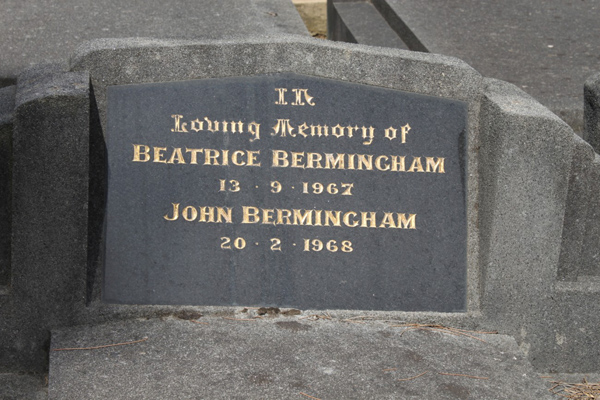 In
Loving Memory of
BEATRICE BERMINGHAM
13 · 9 · 1967
JOHN BERMINGHAM
20 · 2 · 1968